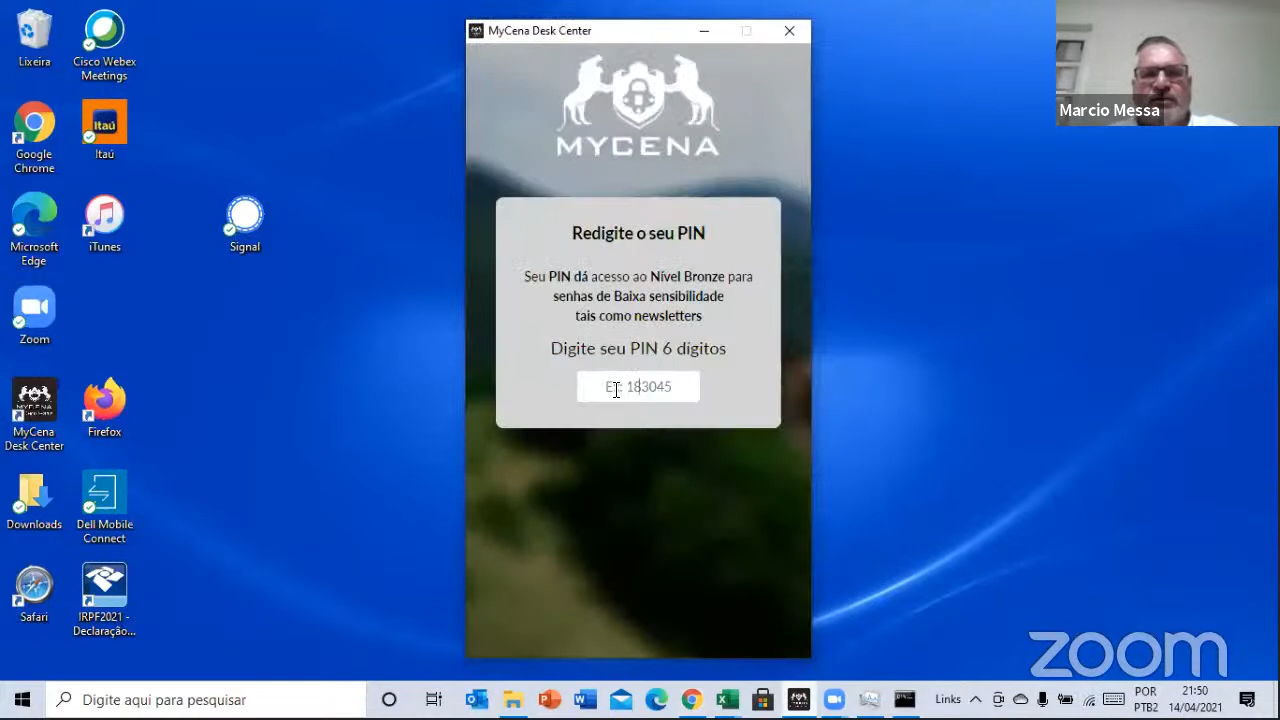 MyCena Desk Center
MYCENA
Redigite o seu PIN
Seu PIN dá acesso ao Nível Bronze para
senhas de Baixa sensibilidade
tais como newsletters
Digite seu PIN 6 dígitos
183045
Marcio Messa
Lixeira
Cisco Webex
Meetings
Google
Chrome
Itaú
itaú
Microsoft
Edge
iTunes
Signal
Zoom
MyCena
Desk Center
Firefox
Downloads
Dell Mobile
Connect
Safari
IRPF2021 -
Declaração...
zoom
Digite aqui para pesquisar
Links
POR
PTB2
14/04/2021